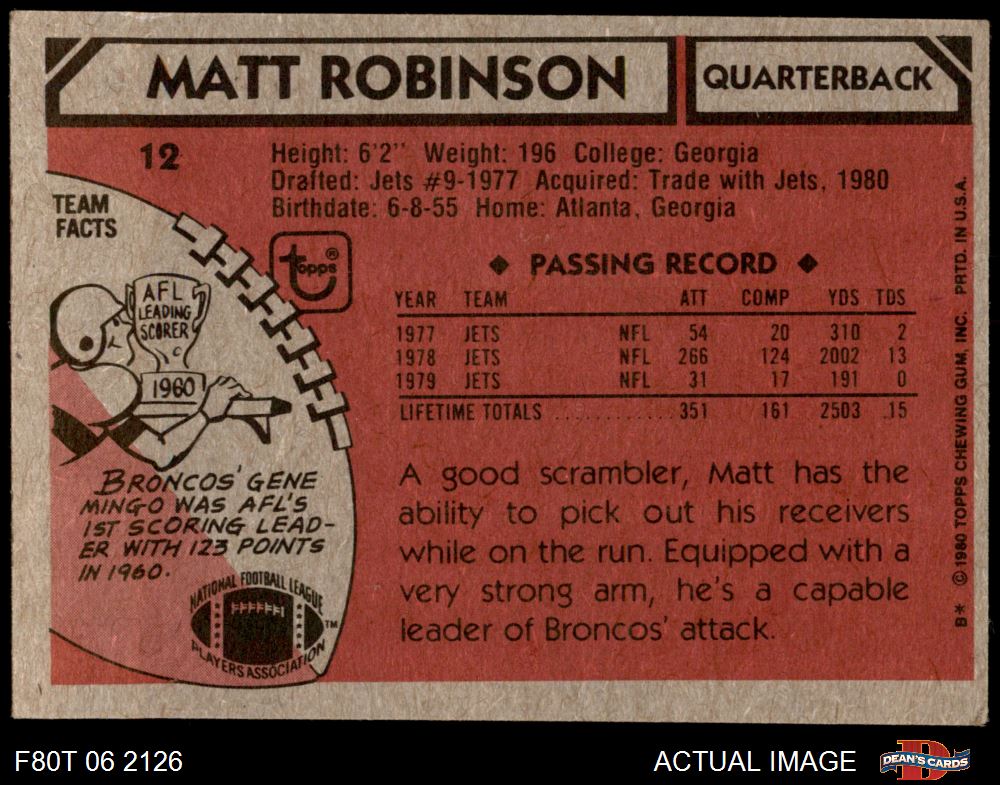 MATT ROBINSON
QUARTERBACK
12
Height: 6'2" Weight: 196 College: Georgia
Drafted: Jets #9-1977 Acquired: Trade with Jets, 1980
Birthdate: 6-8-55 Home: Atlanta, Georgia
TEAM
FACTS
topps®
AFL
LEADING
SCORER
1960
BRONCOS' GENE
MINGO WAS AFL'S
1ST SCORING LEAD-
ER WITH 123 POINTS
IN 1960.
NATIONAL FOOTBALL LEAGUE
PLAYERS ASSOCIATION
TM
◆ PASSING RECORD ◆
YEAR TEAM ATT COMP YDS TDS
1977 JETS NFL 54 20 310 2
1978 JETS NFL 266 124 2002 13
1979 JETS NFL 31 17 191 0
LIFETIME TOTALS ............ 351 161 2503 15
A good scrambler, Matt has the
ability to pick out his receivers
while on the run. Equipped with a
very strong arm, he's a capable
leader of Broncos' attack.
B* © 1980 TOPPS CHEWING GUM, INC. PRTD. IN U.S.A.
F80T 06 2126
ACTUAL IMAGE
DEAN'S CARDS